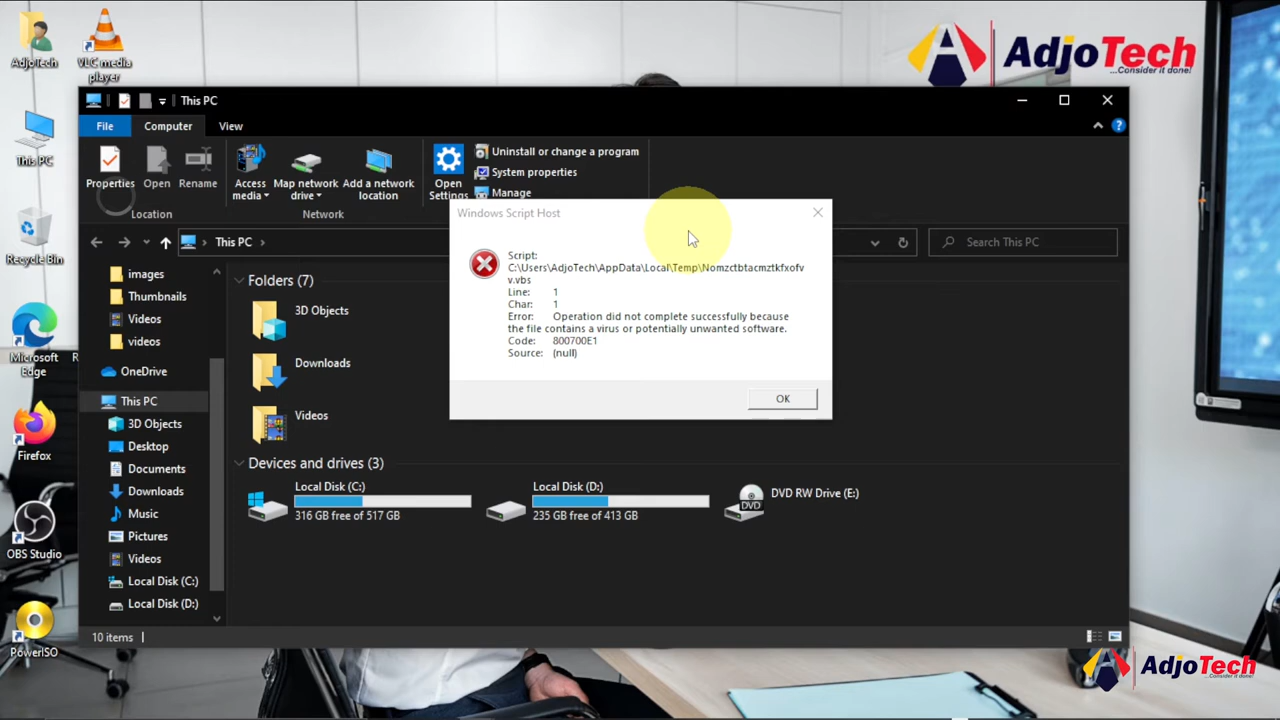 AdjoTech
VLC media
player
This PC
Recycle Bin
Microsoft
Edge
R
Firefox
OBS Studio
PowerISO
AdjoTech
...Consider it done!
This PC
File
Computer
View
Properties
Open
Rename
Access
media
Map network
drive
Add a network
location
Open
Settings
Uninstall or change a program
System properties
Manage
Location
Network
This PC
Search This PC
images
Thumbnails
Videos
videos
OneDrive
This PC
3D Objects
Desktop
Documents
Downloads
Music
Pictures
Videos
Local Disk (C:)
Local Disk (D:)
Folders (7)
3D Objects
Downloads
Videos
Devices and drives (3)
Local Disk (C:)
316 GB free of 517 GB
Local Disk (D:)
235 GB free of 413 GB
DVD
DVD RW Drive (E:)
10 items
Windows Script Host
Script:
C:\Users\AdjoTech\AppData\Local\Temp\Nomzctbtacmztkfxofv
v.vbs
Line: 1
Char: 1
Error: Operation did not complete successfully because
the file contains a virus or potentially unwanted software.
Code: 800700E1
Source: (null)
OK
AdjoTech
...Consider it done!